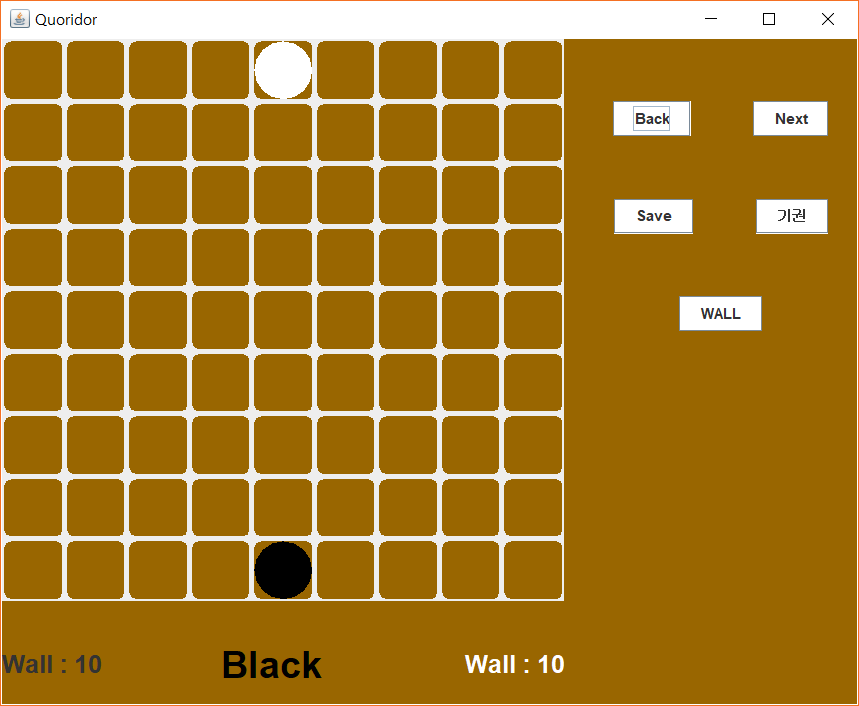 Quoridor
Back
Next
Save
기권
WALL
Wall : 10
Black
Wall : 10